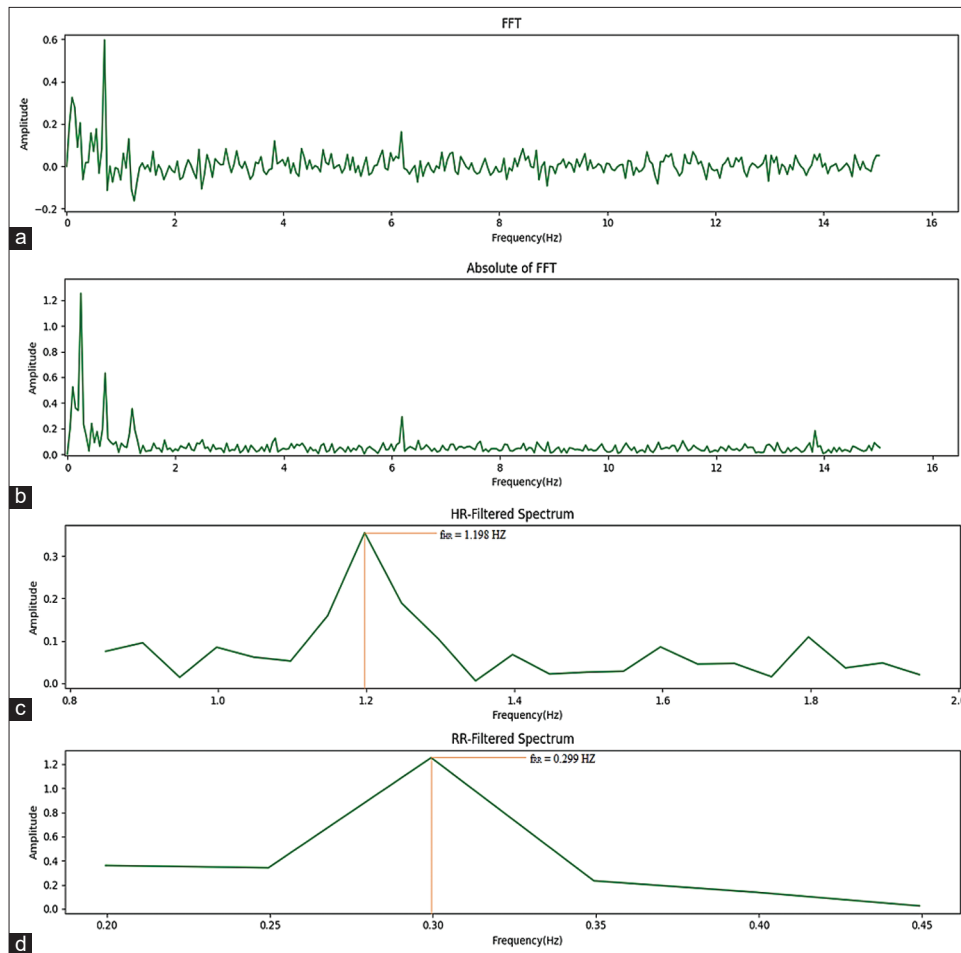 FFT
0.6
0.4
0.2
0.0
−0.2
Amplitude
0 2 4 6 8 10 12 14 16
Frequency(Hz)
a
Absolute of FFT
1.2
1.0
0.8
0.6
0.4
0.2
0.0
Amplitude
0 2 4 6 8 10 12 14 16
Frequency(Hz)
b
HR-Filtered Spectrum
fHR = 1.198 HZ
0.3
0.2
0.1
0.0
Amplitude
0.8 1.0 1.2 1.4 1.6 1.8 2.0
Frequency(Hz)
c
RR-Filtered Spectrum
fRR = 0.299 HZ
1.2
1.0
0.8
0.6
0.4
0.2
0.0
Amplitude
0.20 0.25 0.30 0.35 0.40 0.45
Frequency(Hz)
d